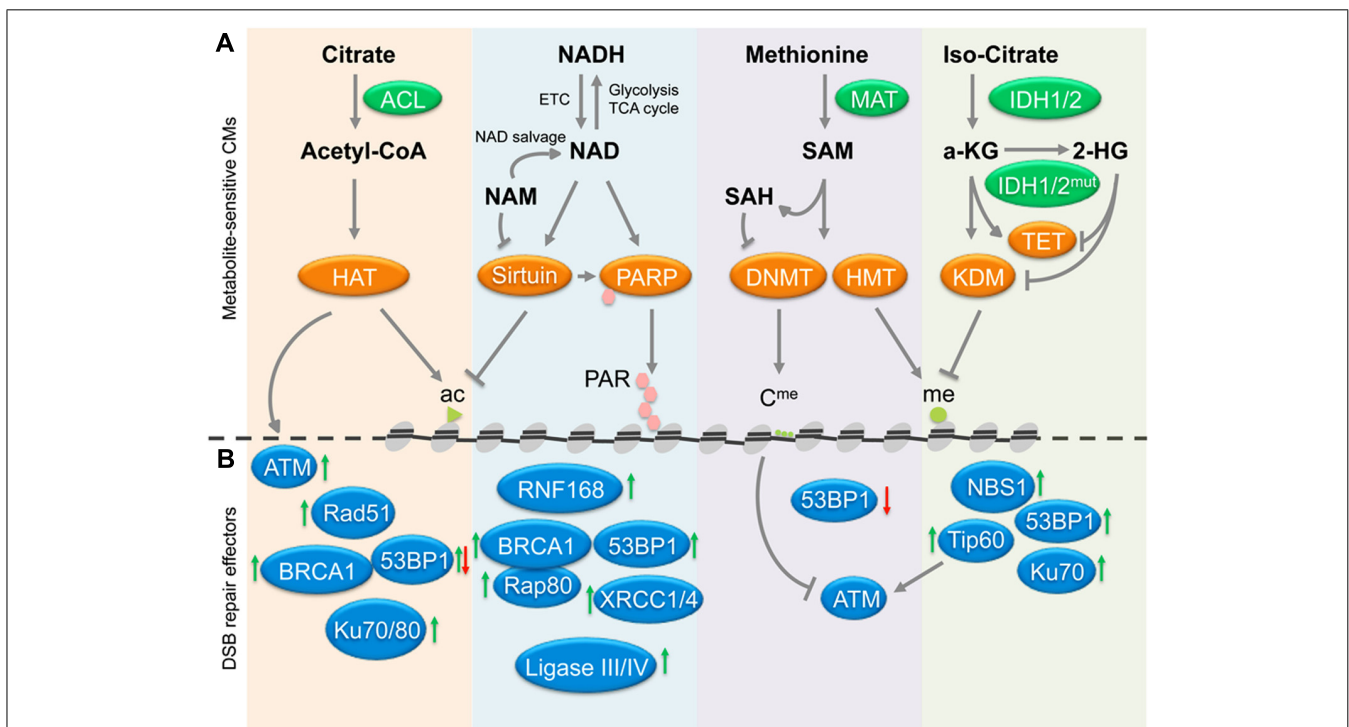 A
Metabolite-sensitive CMs
Citrate
ACL
Acetyl-CoA
HAT
ac
NADH
ETC
Glycolysis
TCA cycle
NAD salvage
NAD
NAM
Sirtuin
PARP
PAR
Methionine
MAT
SAM
SAH
DNMT
HMT
Cme
Iso-Citrate
IDH1/2
a-KG
2-HG
IDH1/2mut
TET
KDM
me
B
DSB repair effectors
ATM
Rad51
BRCA1
53BP1
Ku70/80
RNF168
BRCA1
53BP1
Rap80
XRCC1/4
Ligase III/IV
53BP1
ATM
NBS1
53BP1
Tip60
Ku70